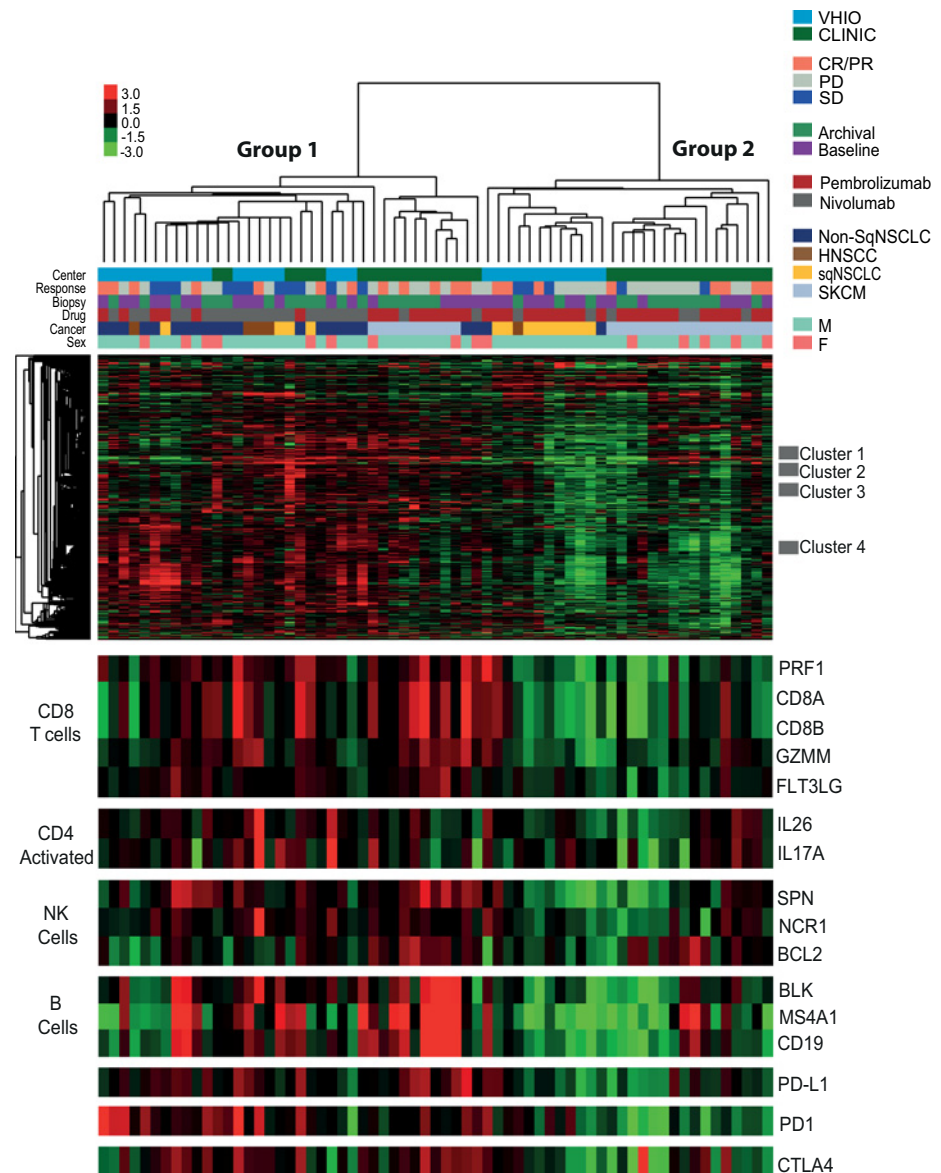 VHIO
CLINIC
CR/PR
PD
SD
Archival
Baseline
Pembrolizumab
Nivolumab
Non-SqNSCLC
HNSCC
sqNSCLC
SKCM
M
F
3.0
1.5
0.0
-1.5
-3.0
Group 1
Group 2
Center
Response
Biopsy
Drug
Cancer
Sex
Cluster 1
Cluster 2
Cluster 3
Cluster 4
CD8
T cells
PRF1
CD8A
CD8B
GZMM
FLT3LG
CD4
Activated
IL26
IL17A
NK
Cells
SPN
NCR1
BCL2
B
Cells
BLK
MS4A1
CD19
PD-L1
PD1
CTLA4